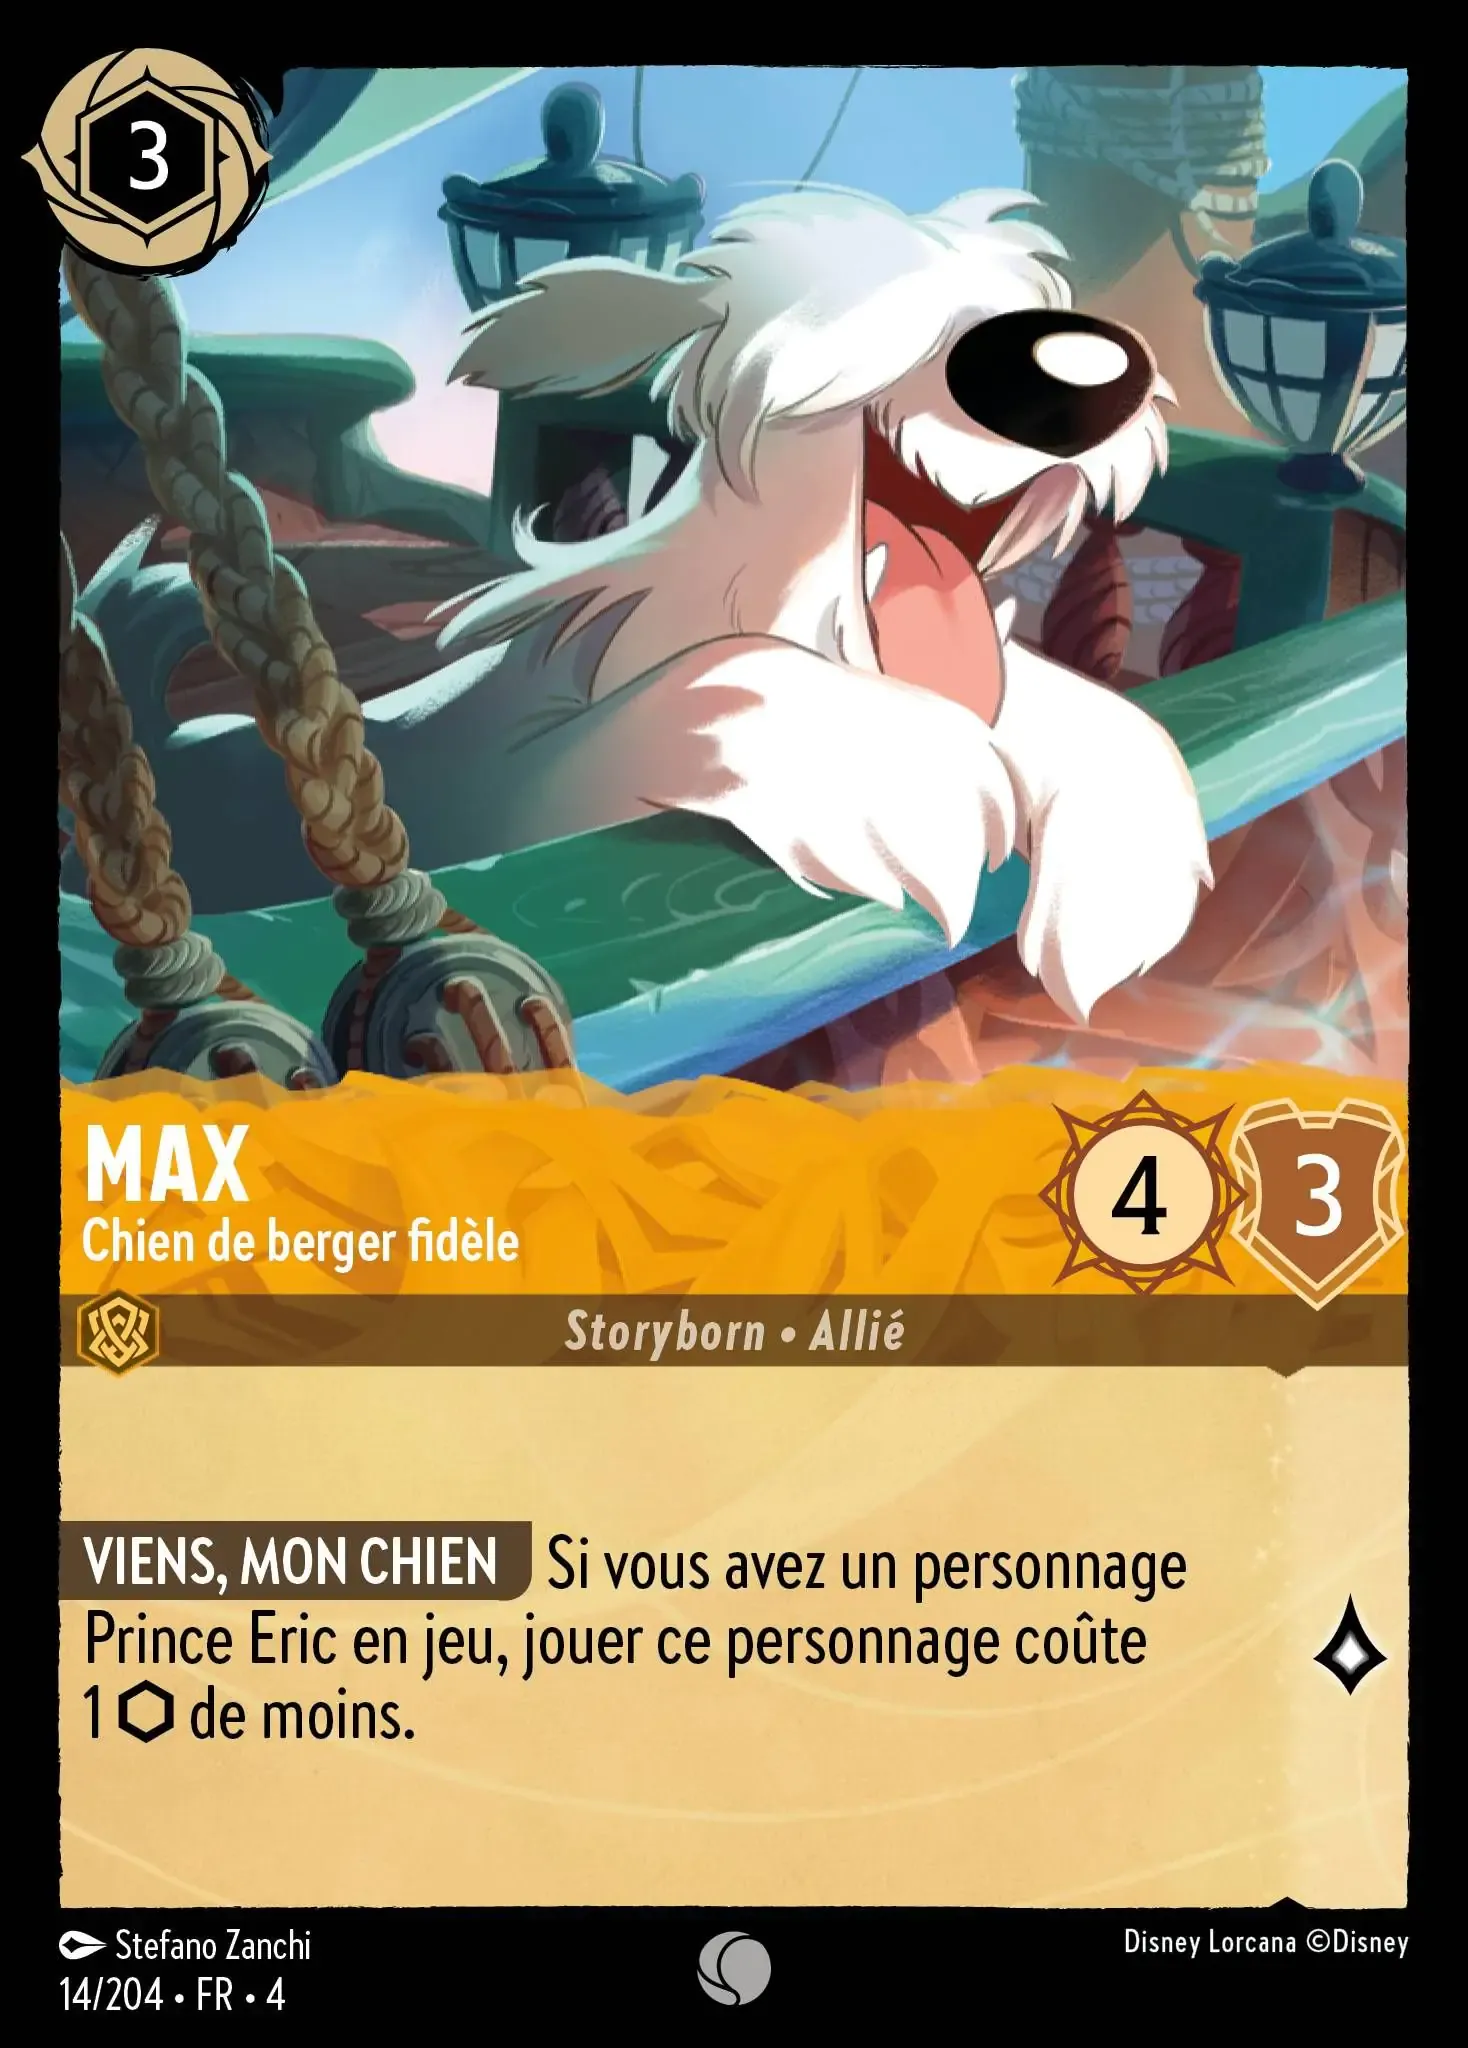 3
MAX
Chien de berger fidèle
4
3
Storyborn • Allié
VIENS, MON CHIEN Si vous avez un personnage
Prince Eric en jeu, jouer ce personnage coûte
1 ⬡ de moins.
Stefano Zanchi
Disney Lorcana ©Disney
14/204 • FR • 4